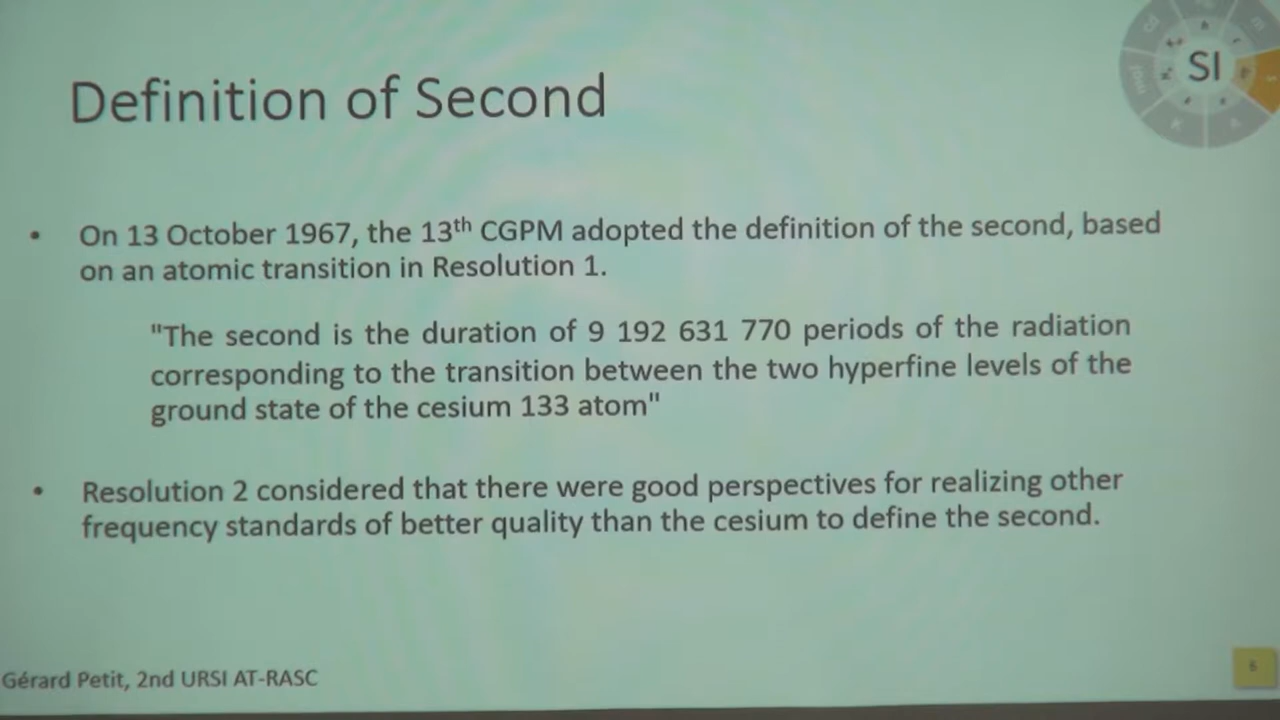 SI
Definition of Second
• On 13 October 1967, the 13th CGPM adopted the definition of the second, based
on an atomic transition in Resolution 1.
"The second is the duration of 9 192 631 770 periods of the radiation
corresponding to the transition between the two hyperfine levels of the
ground state of the cesium 133 atom"
• Resolution 2 considered that there were good perspectives for realizing other
frequency standards of better quality than the cesium to define the second.
Gérard Petit, 2nd URSI AT-RASC
6